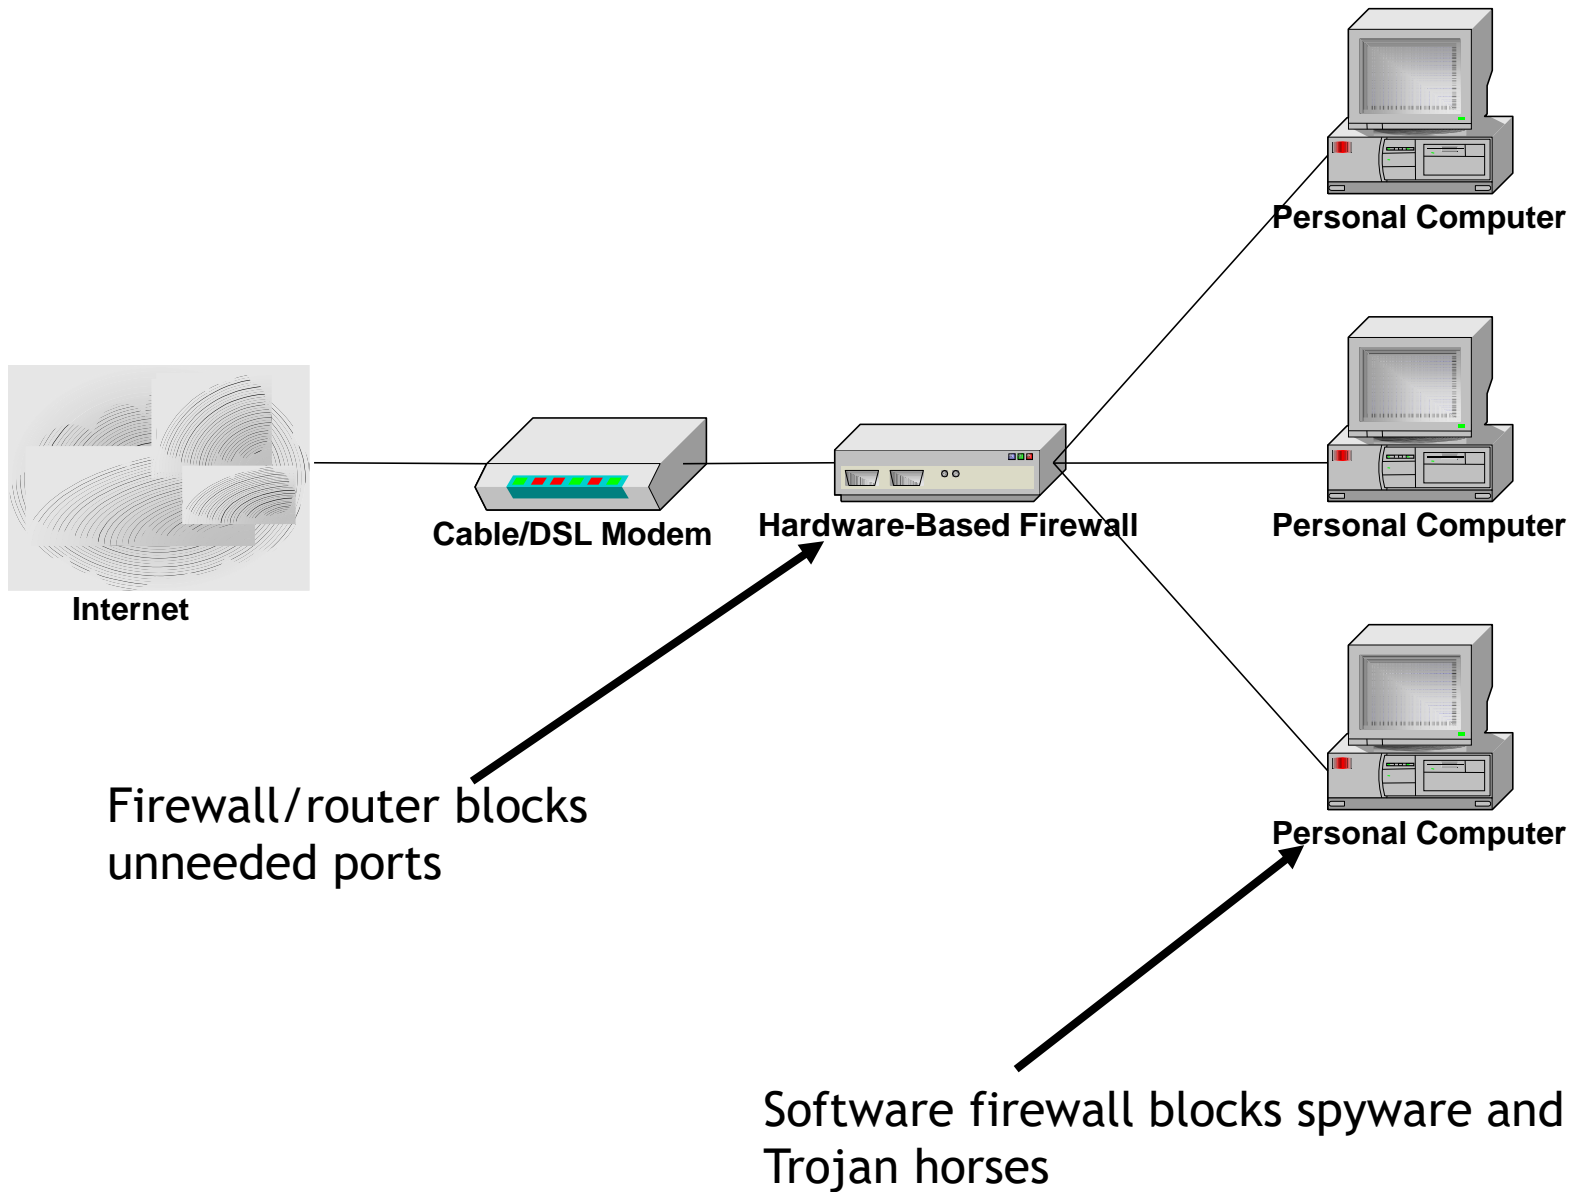 Personal Computer
Personal Computer
Cable/DSL Modem
Hardware-Based Firewall
Internet
Personal Computer
Firewall/router blocks
unneeded ports
Software firewall blocks spyware and
Trojan horses